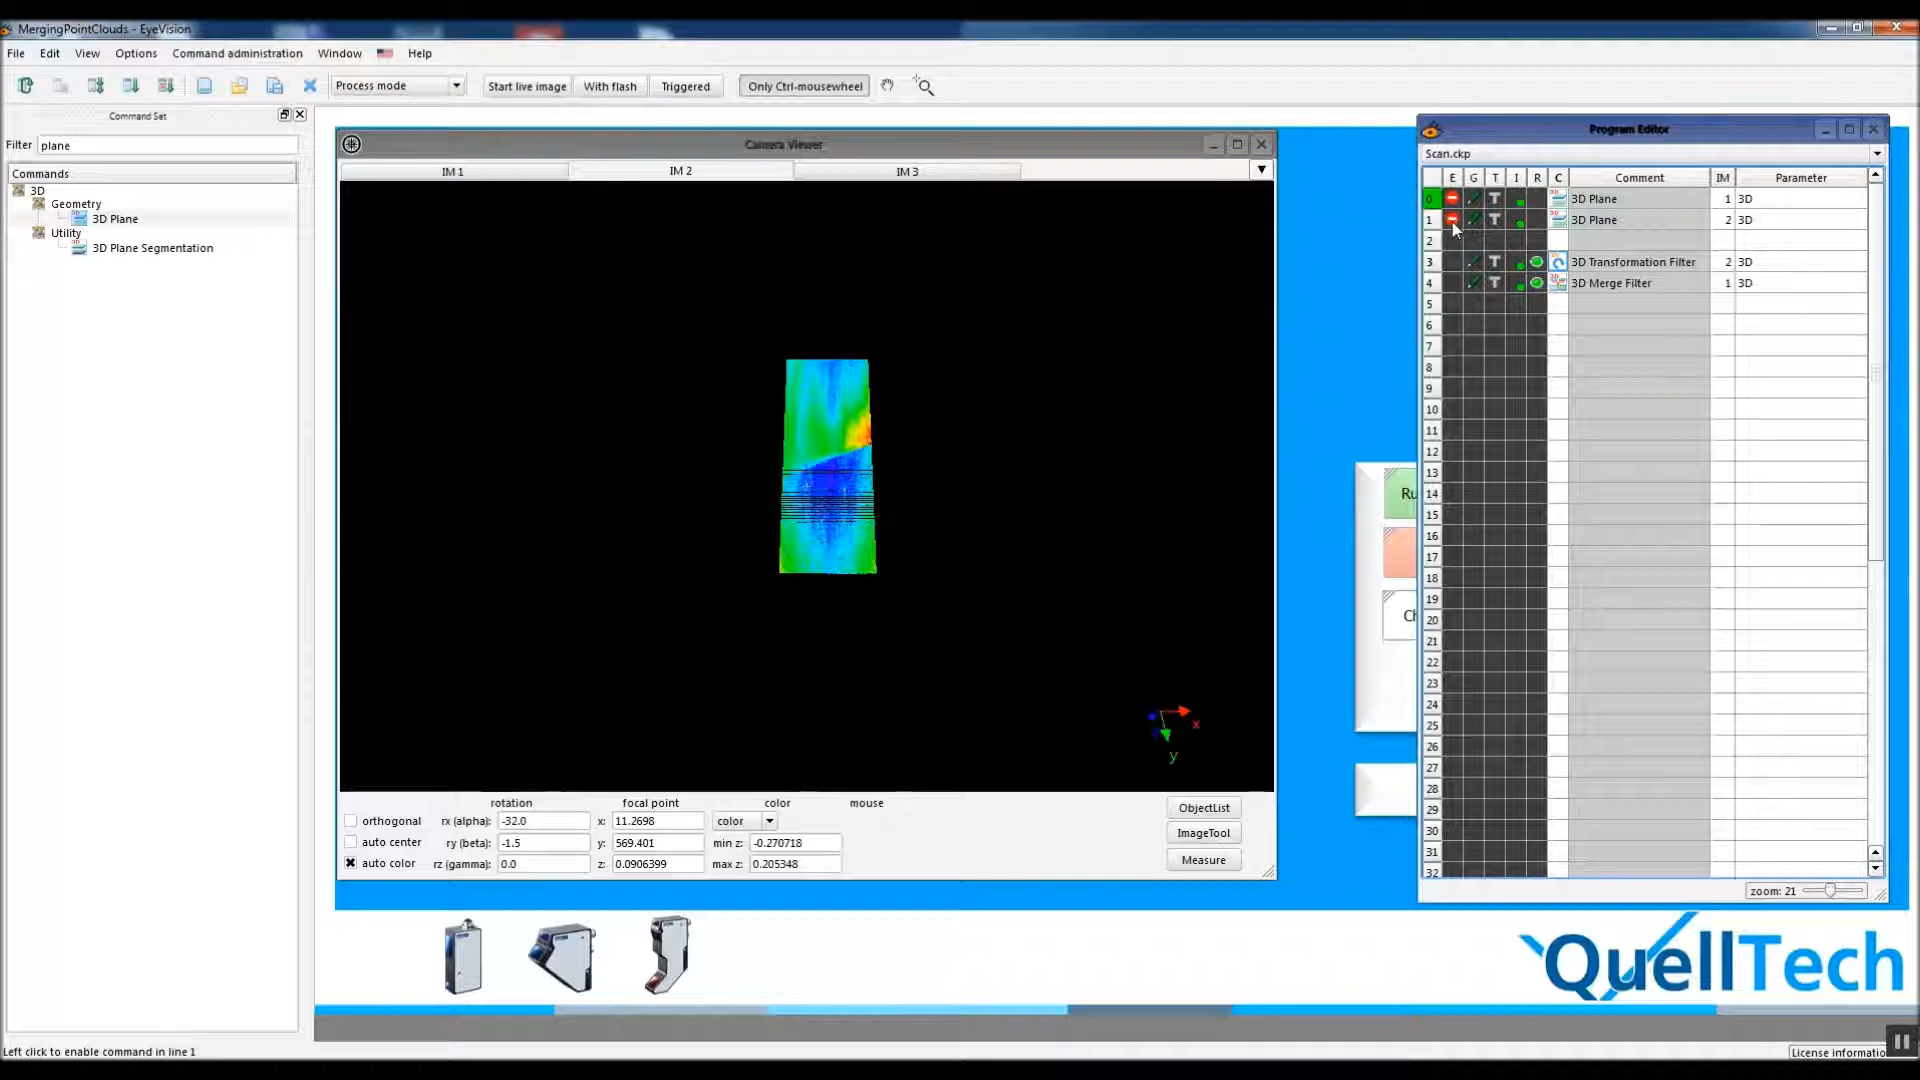 MergingPointClouds - EyeVision
File Edit View Options Command administration Window Help
Process mode Start live image With flash Triggered Only Ctrl-mousewheel
Command Set
Filter plane
Commands
3D
Geometry
3D Plane
Utility
3D Plane Segmentation
Camera Viewer
IM 1 IM 2 IM 3
x
y
rotation focal point color mouse
orthogonal rx (alpha): -32.0 x: 11.2698 color ObjectList
auto center ry (beta): -1.5 y: 569.401 min z: -0.270718 ImageTool
auto color rz (gamma): 0.0 z: 0.0906399 max z: 0.205348 Measure
Ru
Ch
Program Editor
Scan.ckp
E G T I R C Comment IM Parameter
0 T 3D Plane 1 3D
1 T 3D Plane 2 3D
2
3 T 3D Transformation Filter 2 3D
4 T 3D Merge Filter 1 3D
5
6
7
8
9
10
11
12
13
14
15
16
17
18
19
20
21
22
23
24
25
26
27
28
29
30
31
32
zoom: 21
QuellTech
Left click to enable command in line 1
License informatio